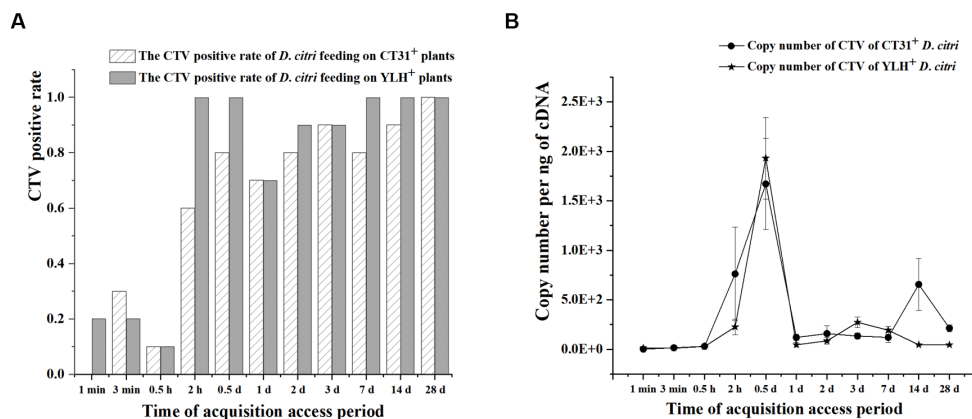 A
The CTV positive rate of D. citri feeding on CT31+ plants
The CTV positive rate of D. citri feeding on YLH+ plants
CTV positive rate
1.0
0.8
0.6
0.4
0.2
0.0
1 min 3 min 0.5 h 2 h 0.5 d 1 d 2 d 3 d 7 d 14 d 28 d
Time of acquisition access period
B
Copy number of CTV of CT31+ D. citri
Copy number of CTV of YLH+ D. citri
Copy number per ng of cDNA
2.5E+3
2.0E+3
1.5E+3
1.0E+3
5.0E+2
0.0E+0
1 min 3 min 0.5 h 2 h 0.5 d 1 d 2 d 3 d 7 d 14 d 28 d
Time of acquisition access period